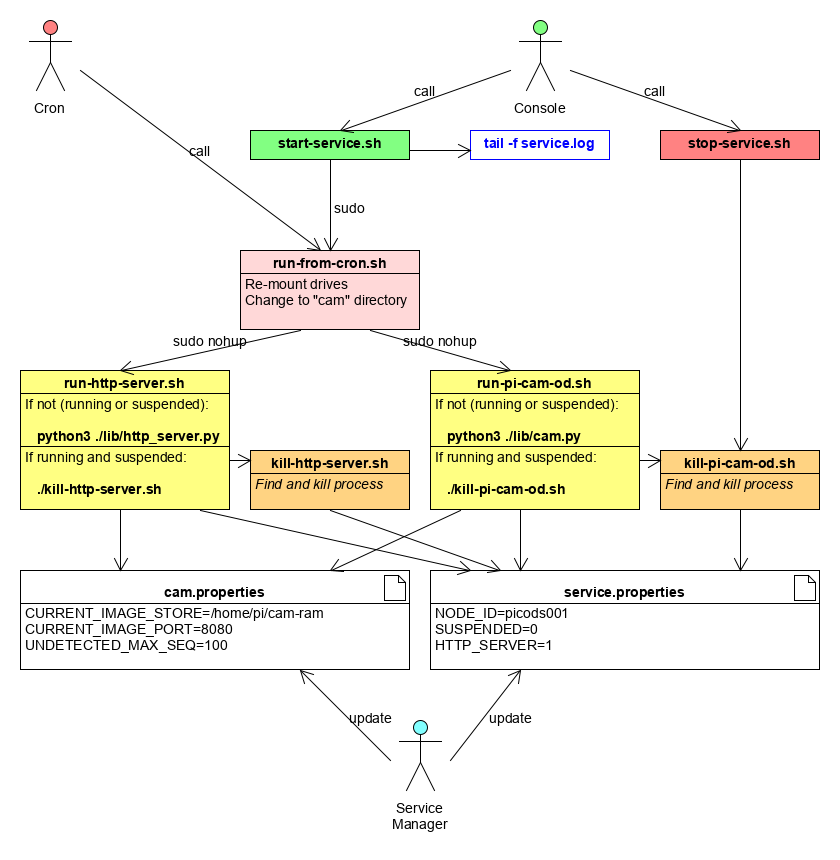 Cron
Console
call
call
start-service.sh
tail -f service.log
stop-service.sh
call
sudo
run-from-cron.sh
Re-mount drives
Change to "cam" directory
sudo nohup
sudo nohup
run-http-server.sh
If not (running or suspended):
python3 ./lib/http_server.py
If running and suspended:
./kill-http-server.sh
kill-http-server.sh
Find and kill process
run-pi-cam-od.sh
If not (running or suspended):
python3 ./lib/cam.py
If running and suspended:
./kill-pi-cam-od.sh
kill-pi-cam-od.sh
Find and kill process
cam.properties
CURRENT_IMAGE_STORE=/home/pi/cam-ram
CURRENT_IMAGE_PORT=8080
UNDETECTED_MAX_SEQ=100
service.properties
NODE_ID=picods001
SUSPENDED=0
HTTP_SERVER=1
update
update
Service
Manager